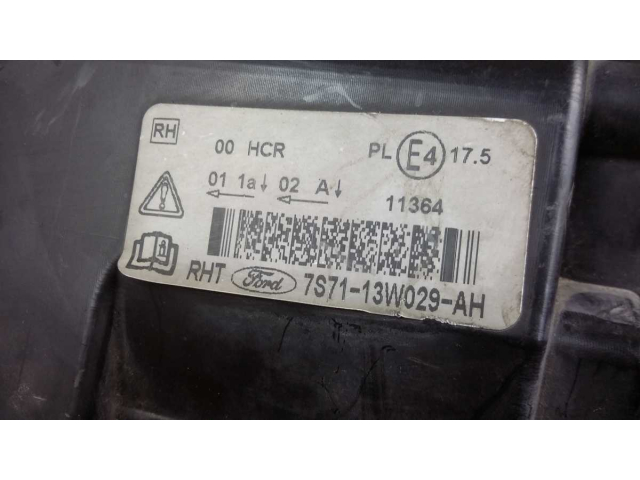 RH 00 HCR PL E4 17.5
01 1a↓ 02 A↓ 11364
RHT Ford 7S71-13W029-AH